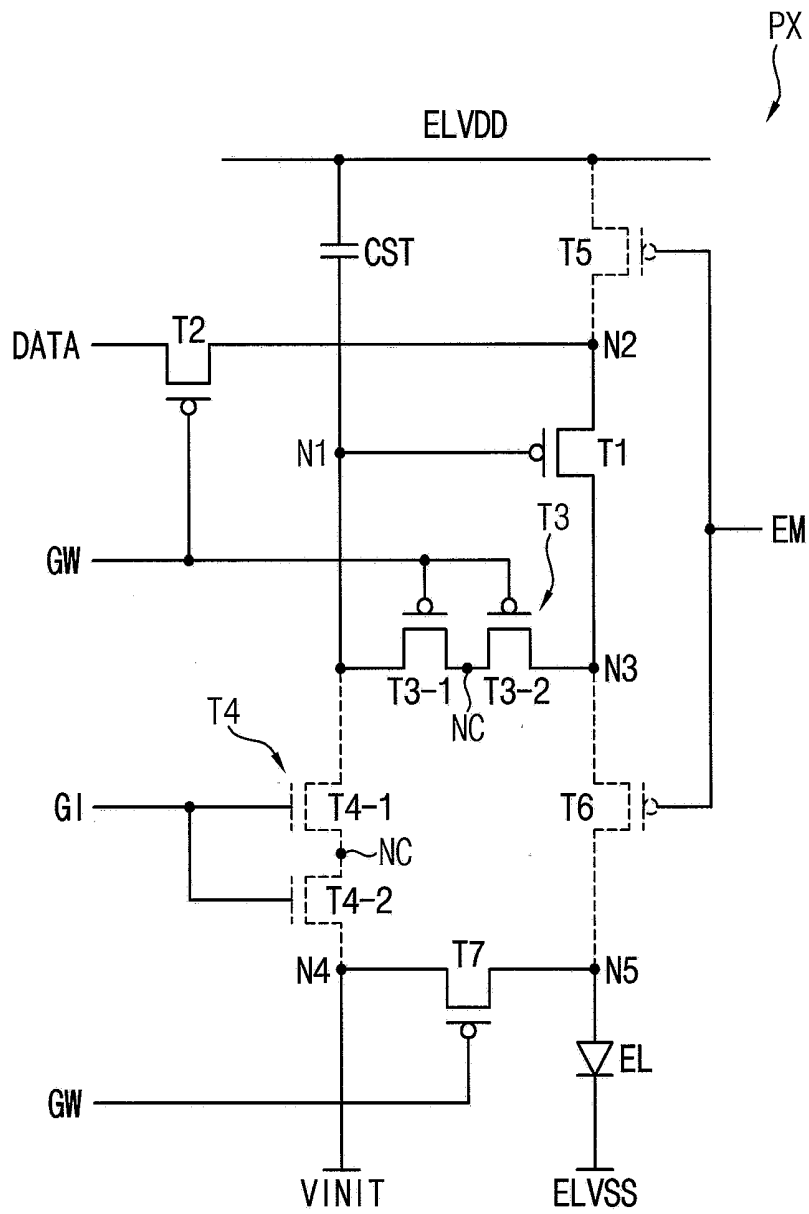 PX
ELVDD
CST
T5
T2
DATA
N2
N1
T1
T3
EM
GW
N3
T3-1
T3-2
NC
T4
GI
T4-1
T6
NC
T4-2
T7
N4
N5
EL
GW
VINIT
ELVSS